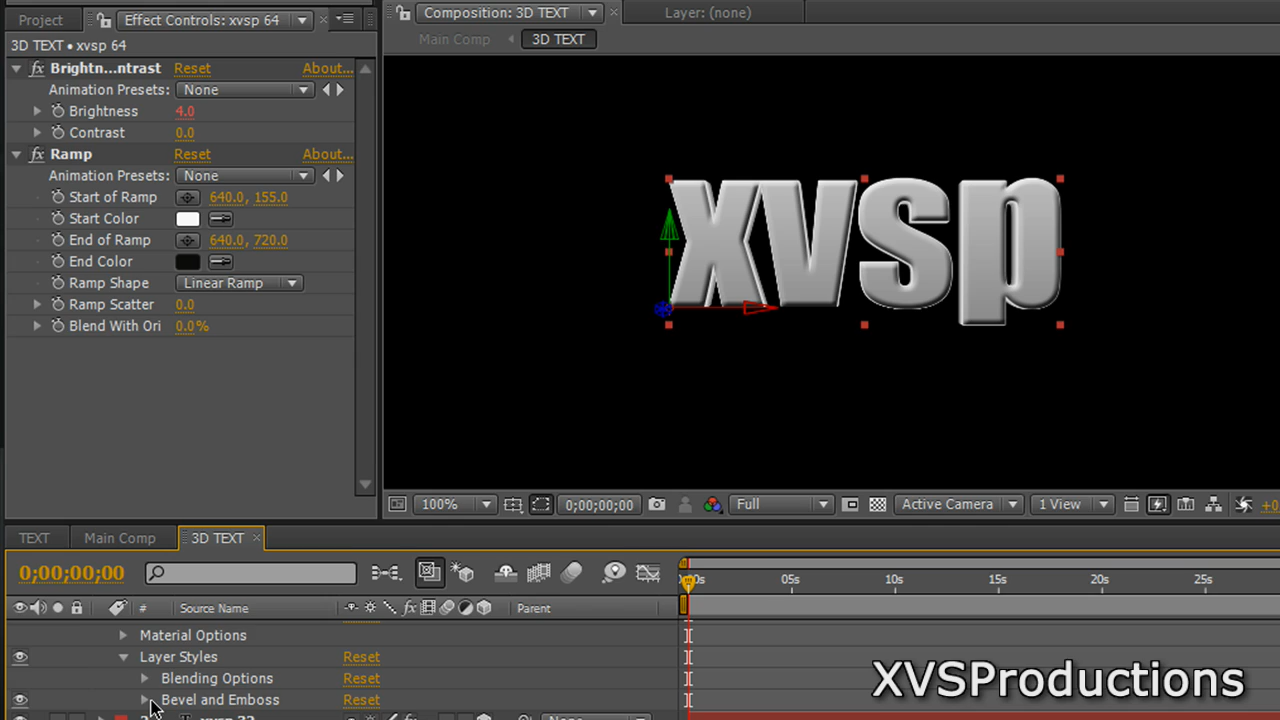 Project Effect Controls: xvsp 64
Composition: 3D TEXT Layer: (none)
3D TEXT • xvsp 64
Main Comp 3D TEXT
Brightn...ntrast Reset About...
Animation Presets: None
Brightness 4.0
Contrast 0.0
Ramp Reset About...
Animation Presets: None
Start of Ramp 640.0, 155.0
Start Color
End of Ramp 640.0, 720.0
End Color
Ramp Shape Linear Ramp
Ramp Scatter 0.0
Blend With Ori 0.0%
xvsp
100% 0;00;00;00 Full Active Camera 1 View
TEXT Main Comp 3D TEXT
0;00;00;00
05s 10s 15s 20s 25s
# Source Name fx Parent
Material Options
Layer Styles Reset
Blending Options Reset
Bevel and Emboss Reset
XVSProductions